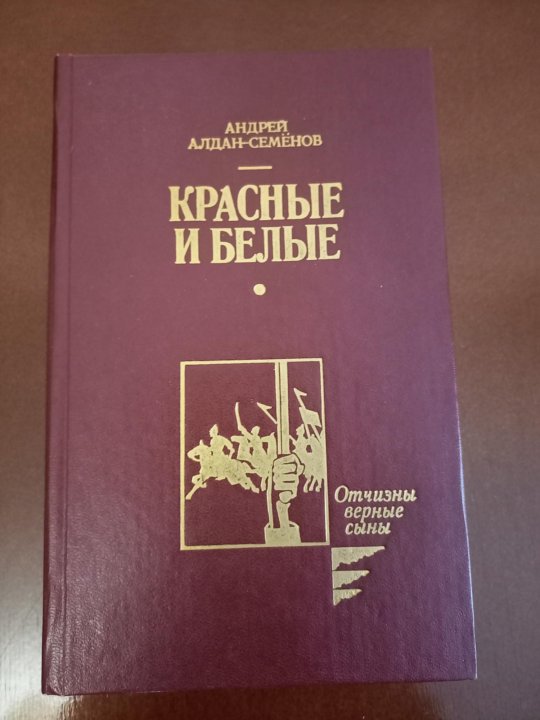 АНДРЕЙ
АЛДАН-СЕМЁНОВ
КРАСНЫЕ
И БЕЛЫЕ
Отчизны
верные
сыны